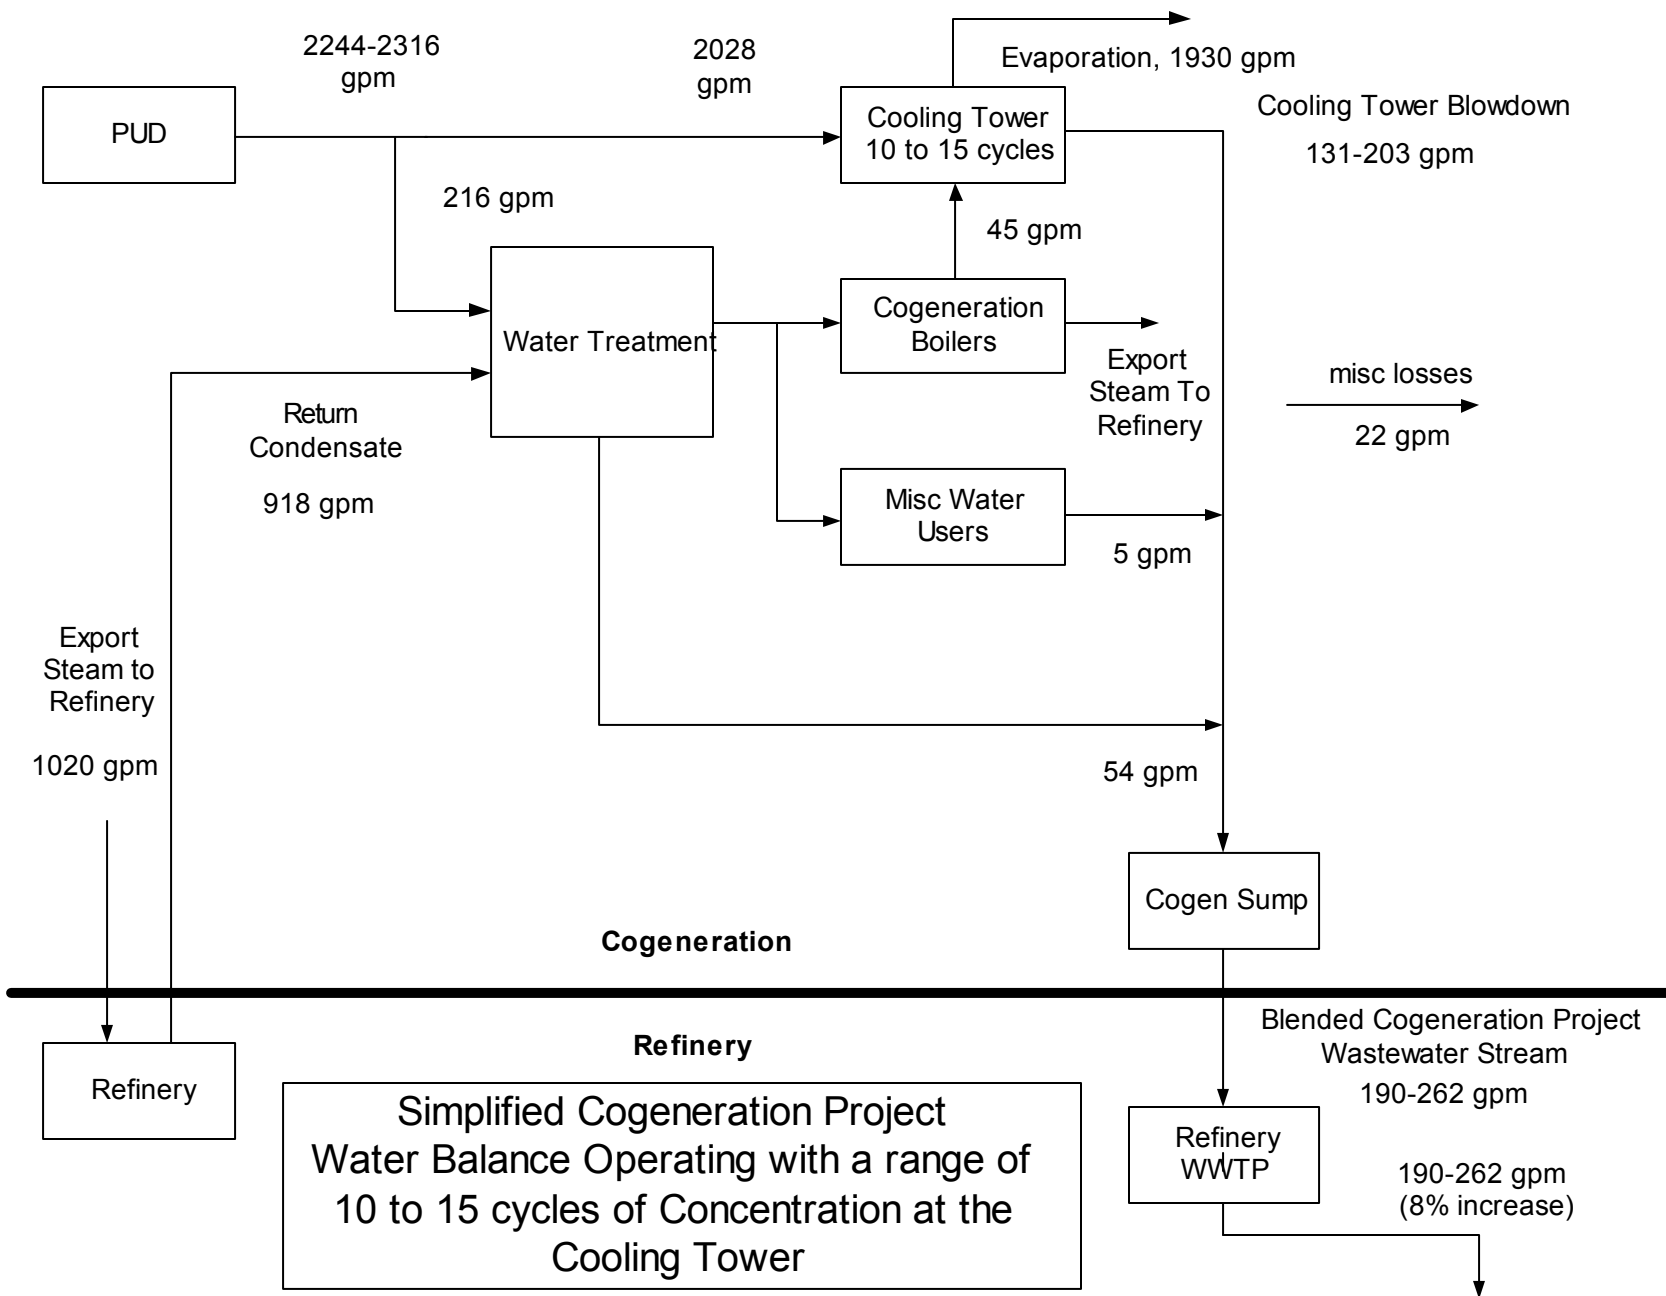 2244-2316
gpm
2028
gpm
Evaporation, 1930 gpm
PUD
Cooling Tower
10 to 15 cycles
Cooling Tower Blowdown
131-203 gpm
216 gpm
45 gpm
Water Treatment
Cogeneration
Boilers
Export
Steam To
Refinery
misc losses
22 gpm
Return
Condensate
918 gpm
Misc Water
Users
5 gpm
Export
Steam to
Refinery
1020 gpm
54 gpm
Cogen Sump
Cogeneration
Refinery
Refinery
Blended Cogeneration Project
Wastewater Stream
190-262 gpm
Simplified Cogeneration Project
Water Balance Operating with a range of
10 to 15 cycles of Concentration at the
Cooling Tower
Refinery
WWTP
190-262 gpm
(8% increase)